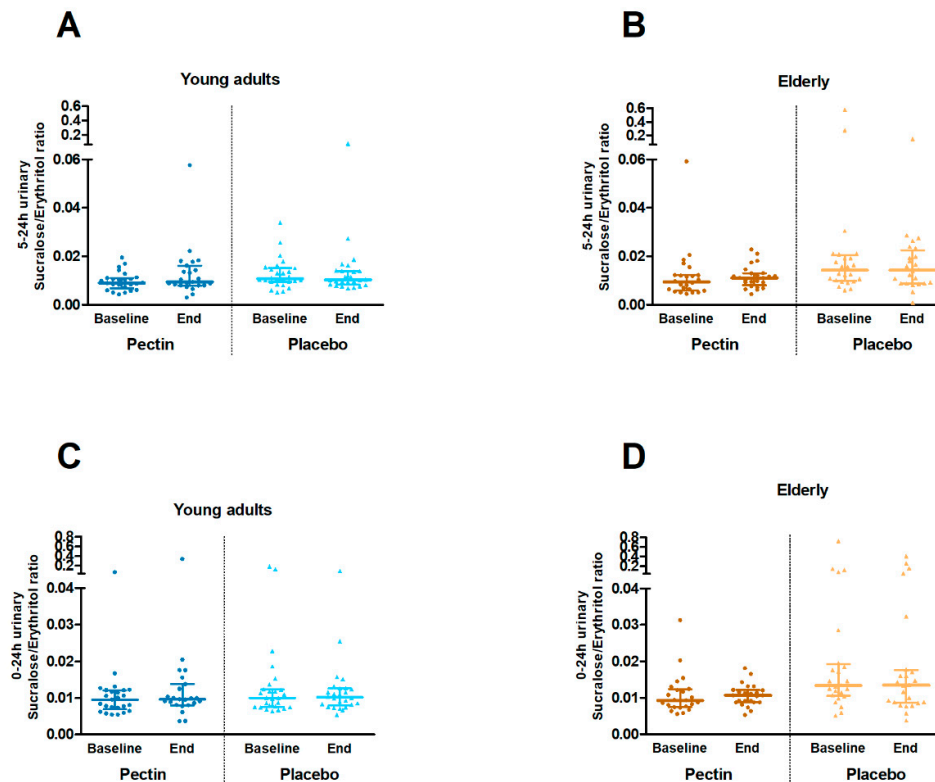 A
Young adults
5-24h urinary
Sucralose/Erythritol ratio
0.6
0.4
0.2
0.06
0.04
0.02
0.00
Baseline End Baseline End
Pectin Placebo
B
Elderly
5-24h urinary
Sucralose/Erythritol ratio
0.6
0.4
0.2
0.06
0.04
0.02
0.00
Baseline End Baseline End
Pectin Placebo
C
Young adults
0-24h urinary
Sucralose/Erythritol ratio
0.8
0.6
0.4
0.2
0.04
0.03
0.02
0.01
0.00
Baseline End Baseline End
Pectin Placebo
D
Elderly
0-24h urinary
Sucralose/Erythritol ratio
0.8
0.6
0.4
0.2
0.04
0.03
0.02
0.01
0.00
Baseline End Baseline End
Pectin Placebo